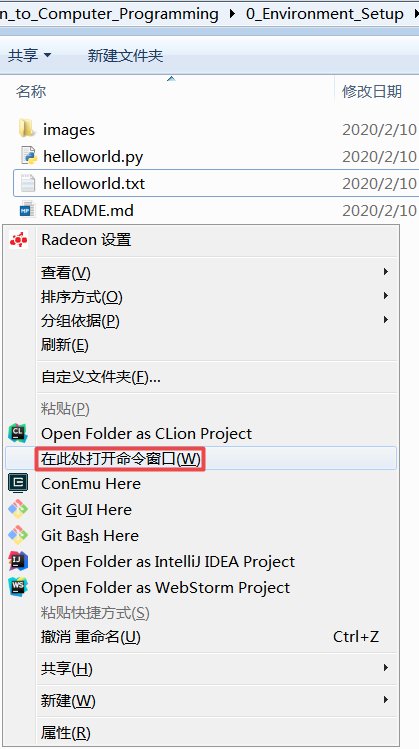 n_to_Computer_Programming 0_Environment_Setup
共享 新建文件夹
名称 修改日期
images 2020/2/10
helloworld.py 2020/2/10
helloworld.txt 2020/2/10
README.md 2020/2/10
Radeon 设置
查看(V)
排序方式(O)
分组依据(P)
刷新(E)
自定义文件夹(F)...
粘贴(P)
Open Folder as CLion Project
在此处打开命令窗口(W)
ConEmu Here
Git GUI Here
Git Bash Here
Open Folder as IntelliJ IDEA Project
Open Folder as WebStorm Project
粘贴快捷方式(S)
撤消 重命名(U) Ctrl+Z
共享(H)
新建(W)
属性(R)